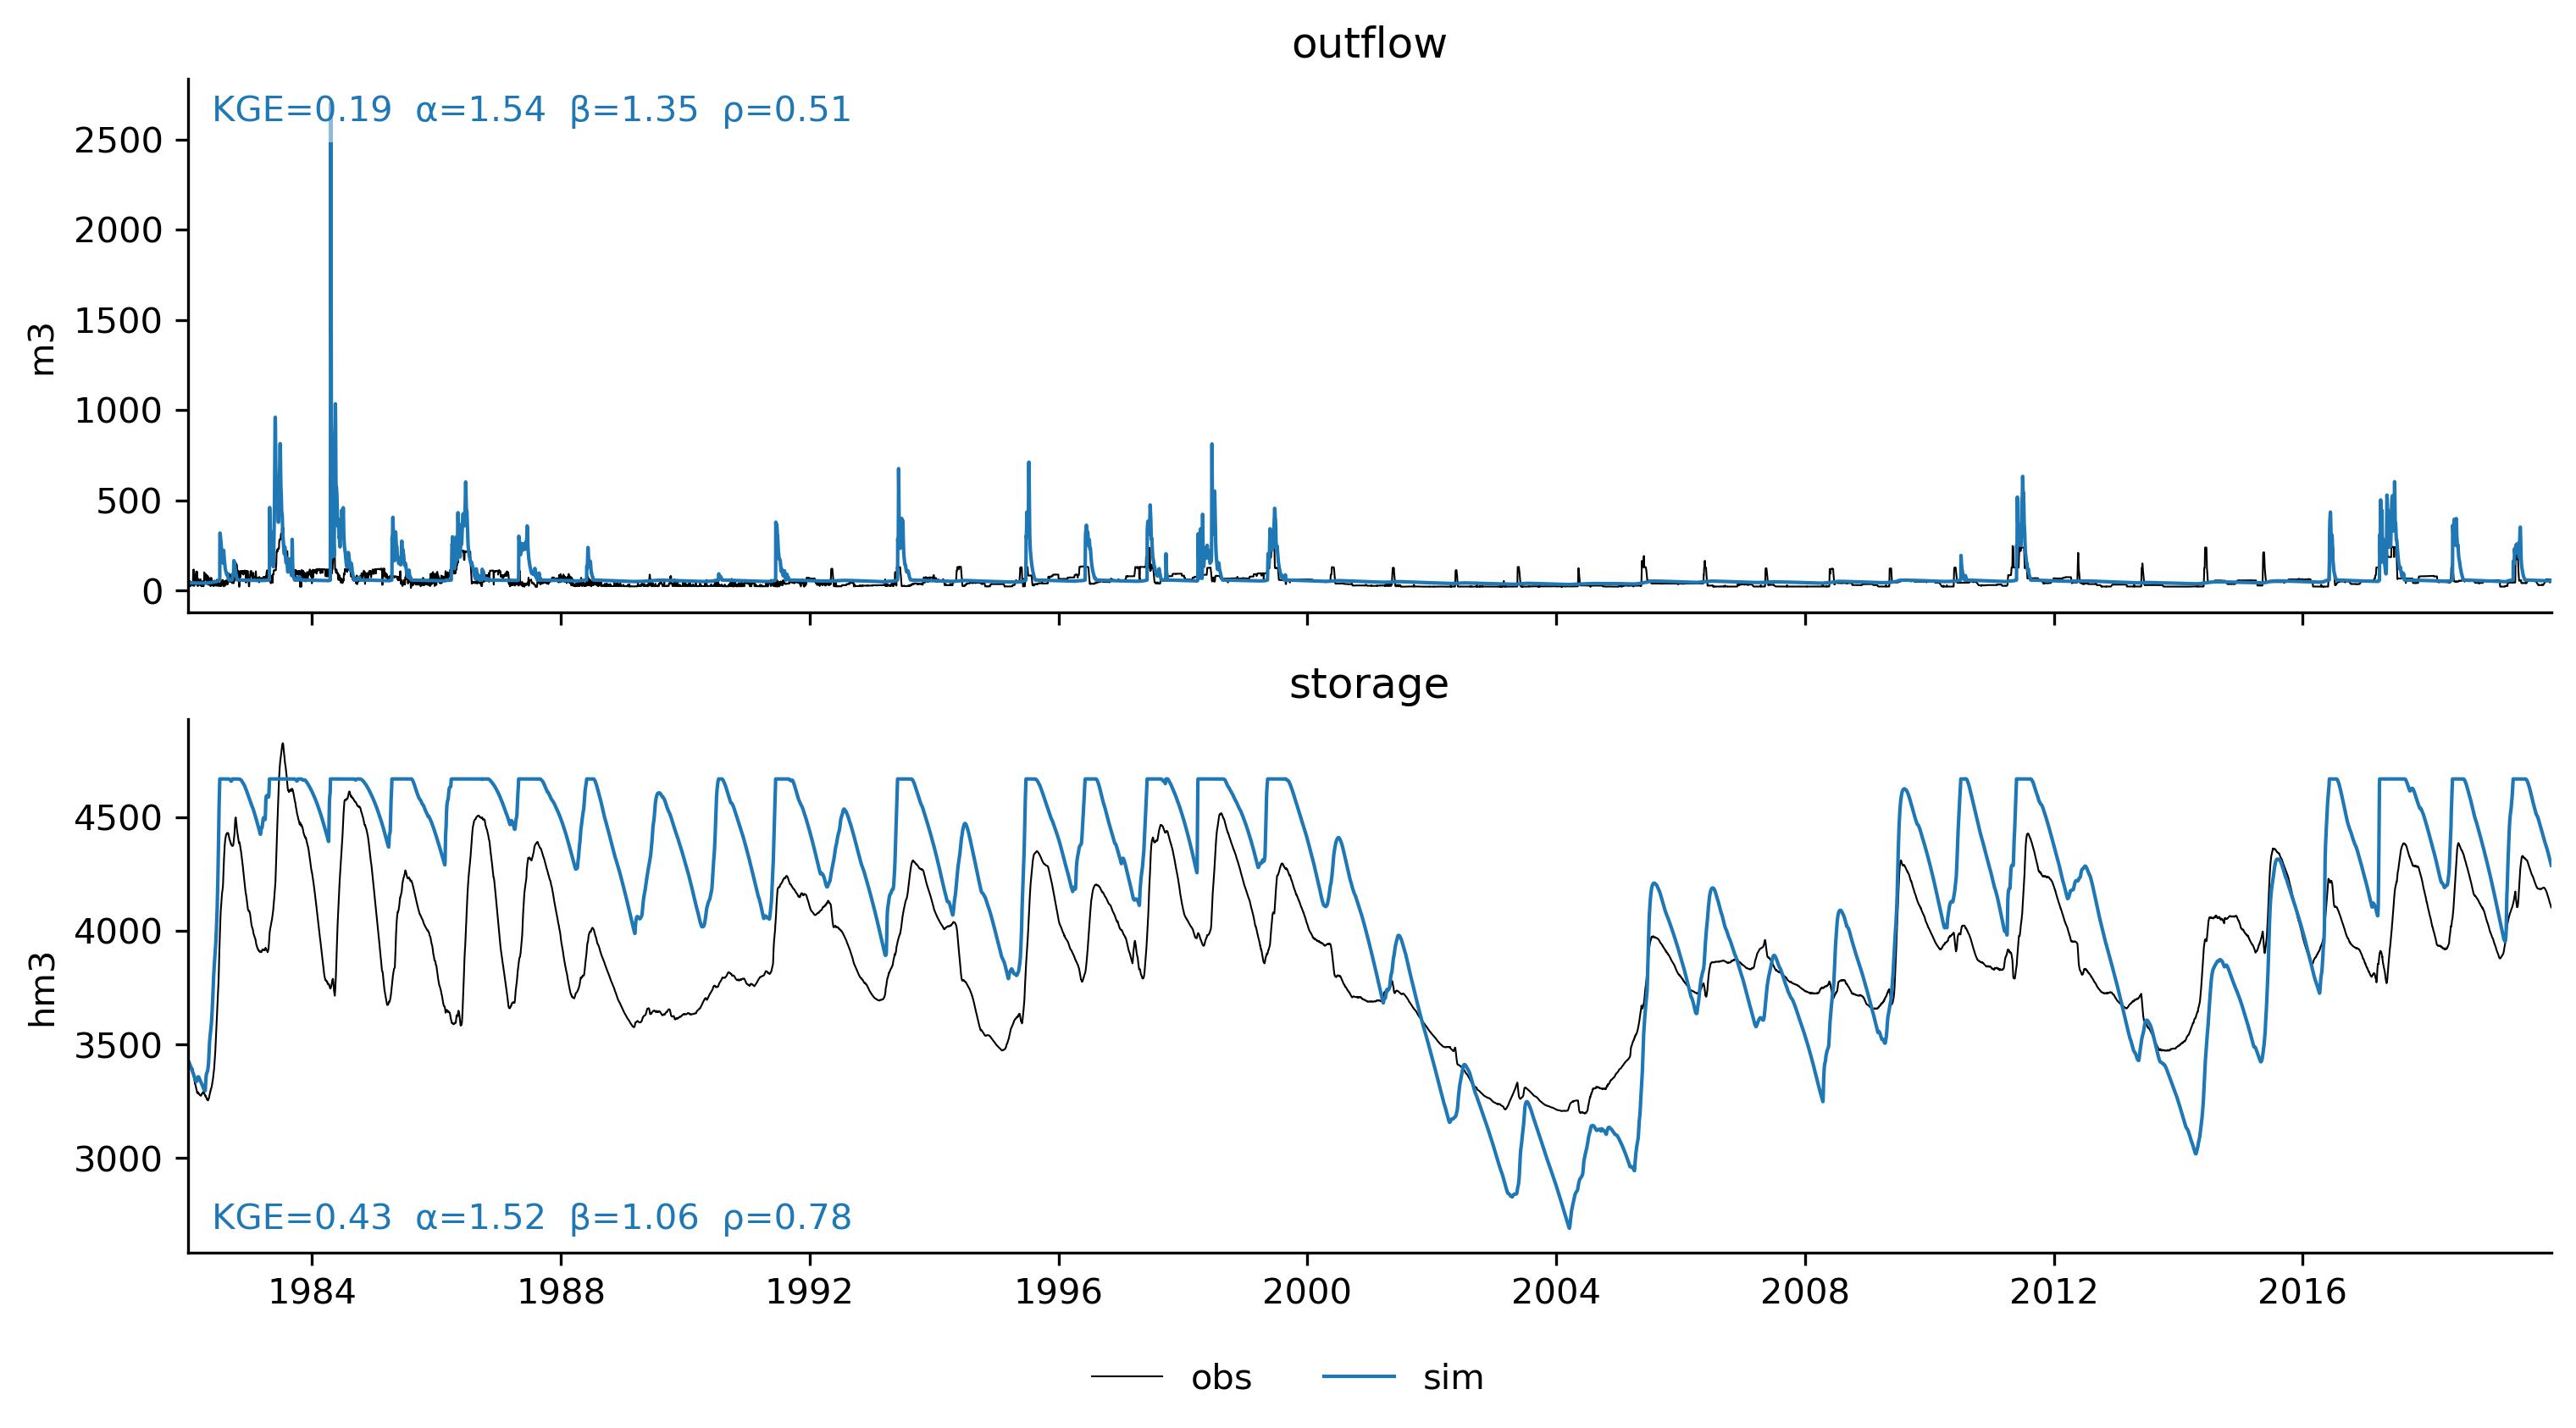 outflow
KGE=0.19 α=1.54 β=1.35 ρ=0.51
2500
2000
1500
1000
500
0
m3
storage
4500
4000
3500
3000
hm3
KGE=0.43 α=1.52 β=1.06 ρ=0.78
1984 1988 1992 1996 2000 2004 2008 2012 2016
obs sim